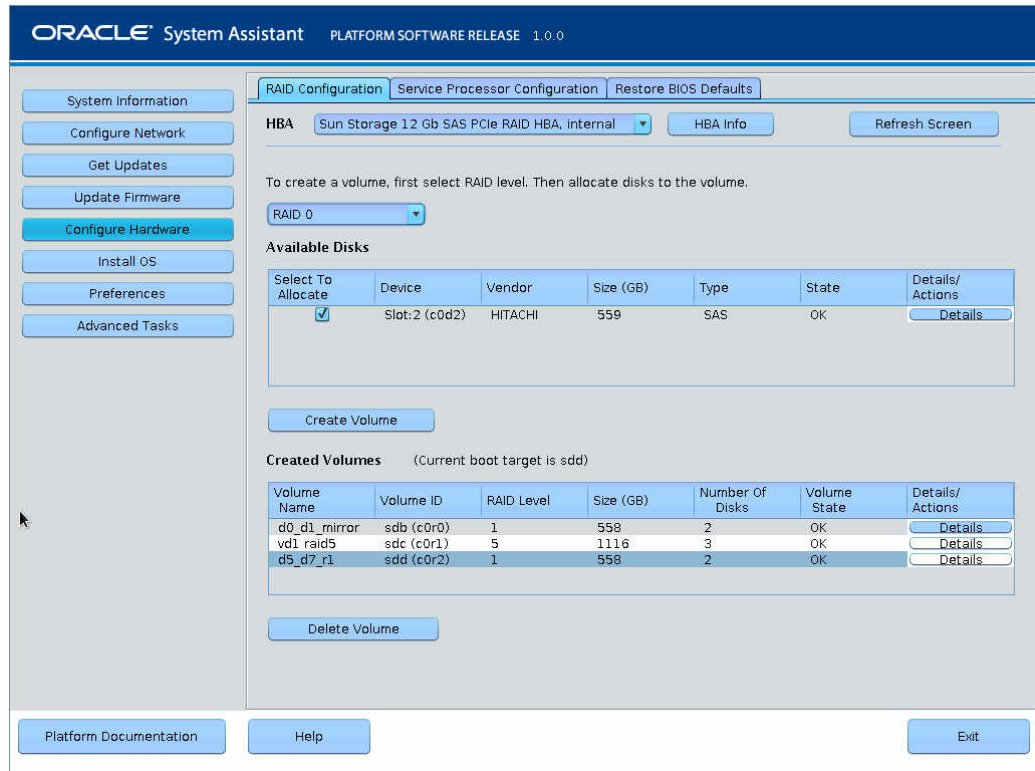 ORACLE System Assistant PLATFORM SOFTWARE RELEASE 1.0.0
System Information
Configure Network
Get Updates
Update Firmware
Configure Hardware
Install OS
Preferences
Advanced Tasks
RAID Configuration Service Processor Configuration Restore BIOS Defaults
HBA Sun Storage 12 Gb SAS PCIe RAID HBA, internal HBA Info Refresh Screen
To create a volume, first select RAID level. Then allocate disks to the volume.
RAID 0
Available Disks
Select To Allocate Device Vendor Size (GB) Type State Details/ Actions
Slot:2 (c0d2) HITACHI 559 SAS OK Details
Create Volume
Created Volumes (Current boot target is sdd)
Volume Name Volume ID RAID Level Size (GB) Number Of Disks Volume State Details/ Actions
d0_d1_mirror sdb (c0r0) 1 558 2 OK Details
vd1_raid5 sdc (c0r1) 5 1116 3 OK Details
d5_d7_r1 sdd (c0r2) 1 558 2 OK Details
Delete Volume
Platform Documentation Help Exit